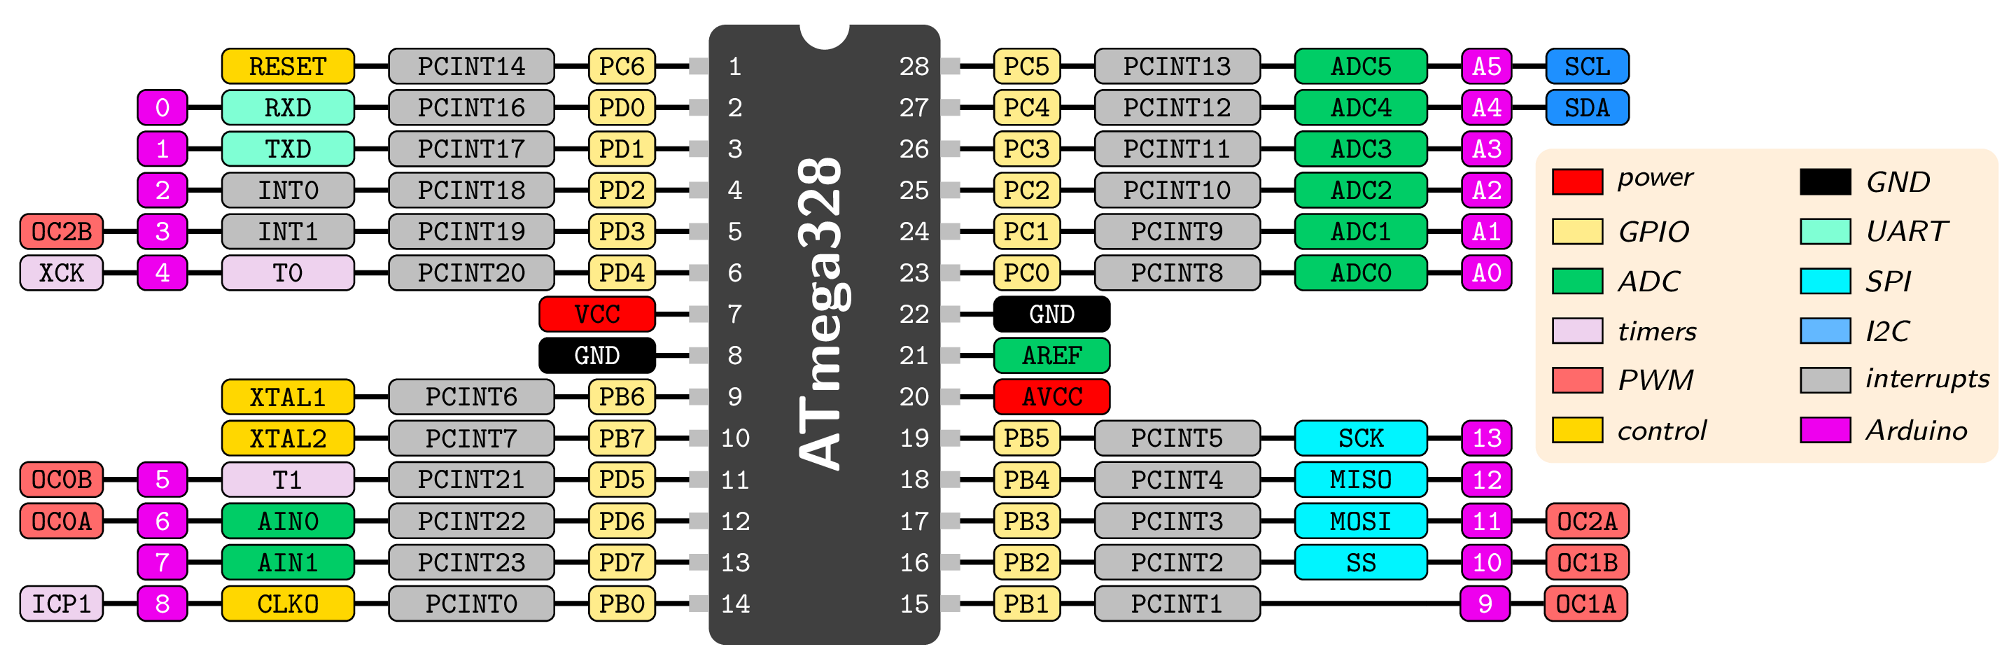 RESET PCINT14 PC6 1 28 PC5 PCINT13 ADC5 A5 SCL
0 RXD PCINT16 PD0 2 27 PC4 PCINT12 ADC4 A4 SDA
1 TXD PCINT17 PD1 3 26 PC3 PCINT11 ADC3 A3
2 INT0 PCINT18 PD2 4 25 PC2 PCINT10 ADC2 A2
OC2B 3 INT1 PCINT19 PD3 5 24 PC1 PCINT9 ADC1 A1
XCK 4 T0 PCINT20 PD4 6 23 PC0 PCINT8 ADC0 A0
VCC 7 22 GND
GND 8 21 AREF
XTAL1 PCINT6 PB6 9 20 AVCC
XTAL2 PCINT7 PB7 10 19 PB5 PCINT5 SCK 13
OC0B 5 T1 PCINT21 PD5 11 18 PB4 PCINT4 MISO 12
OC0A 6 AIN0 PCINT22 PD6 12 17 PB3 PCINT3 MOSI 11 OC2A
7 AIN1 PCINT23 PD7 13 16 PB2 PCINT2 SS 10 OC1B
ICP1 8 CLKO PCINT0 PB0 14 15 PB1 PCINT1 9 OC1A
ATmega328
power GND
GPIO UART
ADC SPI
timers I2C
PWM interrupts
control Arduino